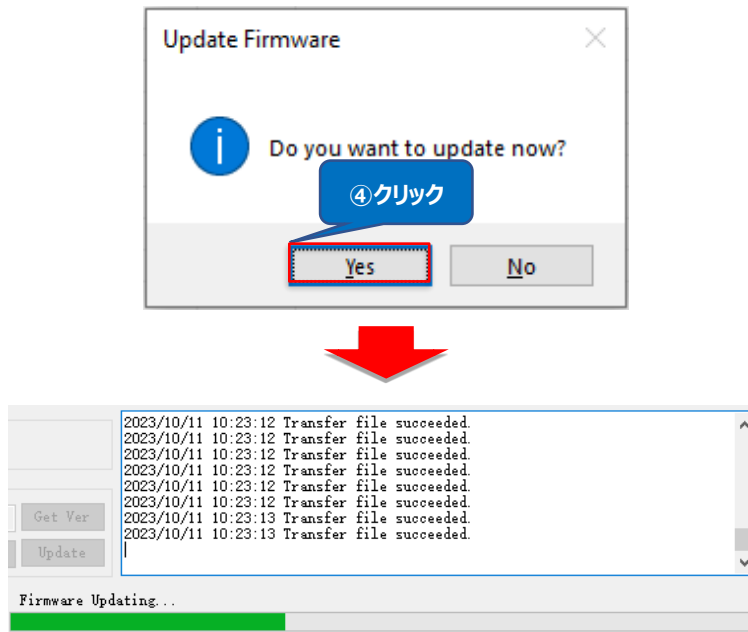 Update Firmware
Do you want to update now?
④クリック
Yes
No
2023/10/11 10:23:12 Transfer file succeeded.
2023/10/11 10:23:12 Transfer file succeeded.
2023/10/11 10:23:12 Transfer file succeeded.
2023/10/11 10:23:12 Transfer file succeeded.
2023/10/11 10:23:12 Transfer file succeeded.
2023/10/11 10:23:12 Transfer file succeeded.
2023/10/11 10:23:13 Transfer file succeeded.
2023/10/11 10:23:13 Transfer file succeeded.
Get Ver
Update
Firmware Updating...